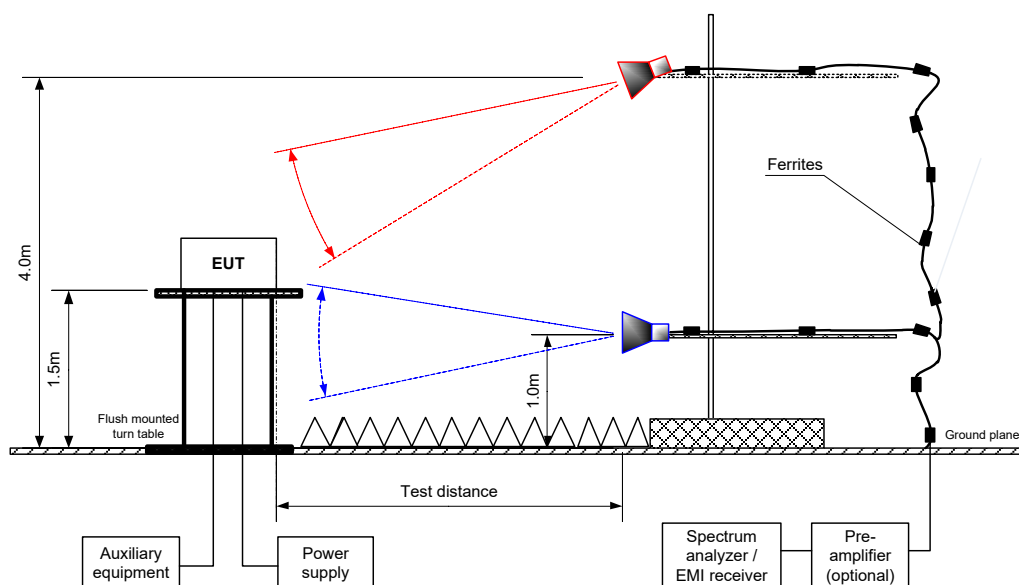 Ferrites
EUT
4.0m
1.5m
1.0m
Flush mounted
turn table
Ground plane
Test distance
Auxiliary
equipment
Power
supply
Spectrum
analyzer /
EMI receiver
Pre-
amplifier
(optional)